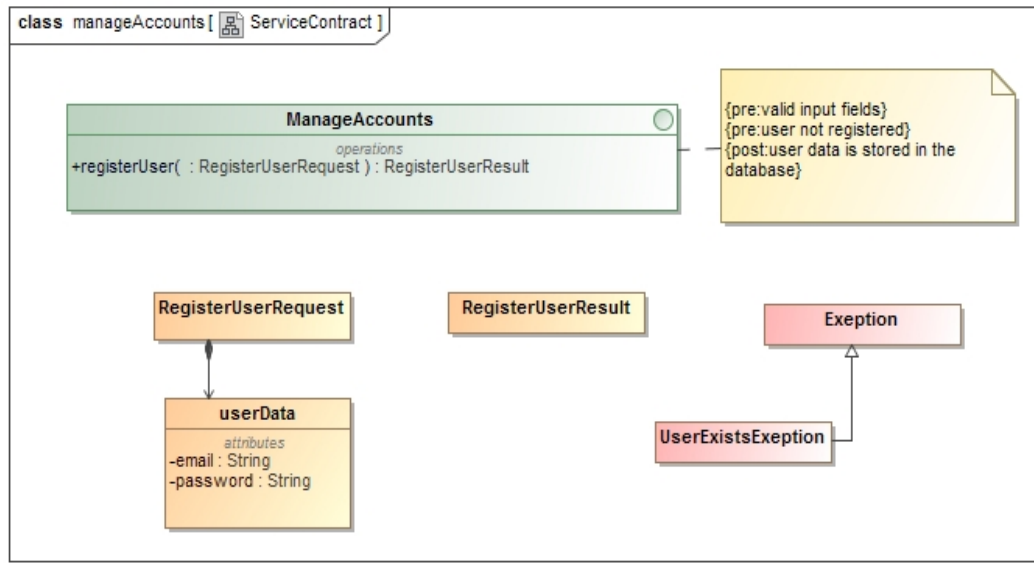 class manageAccounts [ ServiceContract ]
ManageAccounts
operations
+registerUser( : RegisterUserRequest ) : RegisterUserResult
{pre:valid input fields}
{pre:user not registered}
{post:user data is stored in the
database}
RegisterUserRequest
RegisterUserResult
Exeption
userData
attributes
-email : String
-password : String
UserExistsExeption